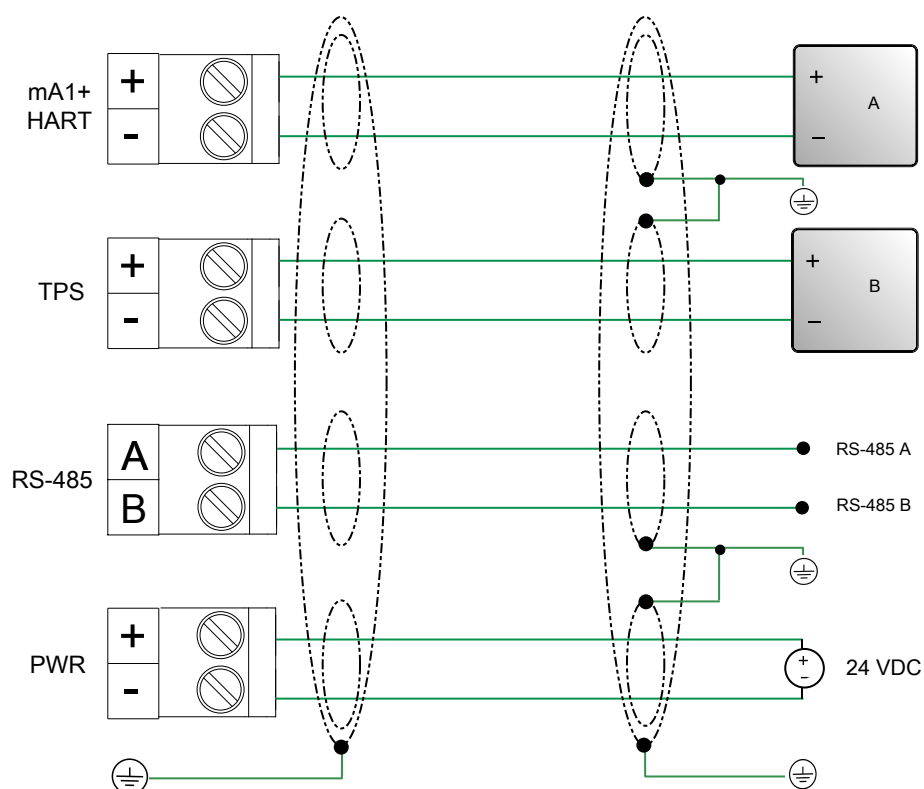 mA1+
HART
+
-
+
–
A
TPS
+
-
+
–
B
RS-485
A
B
RS-485 A
RS-485 B
PWR
+
-
+
-
24 VDC